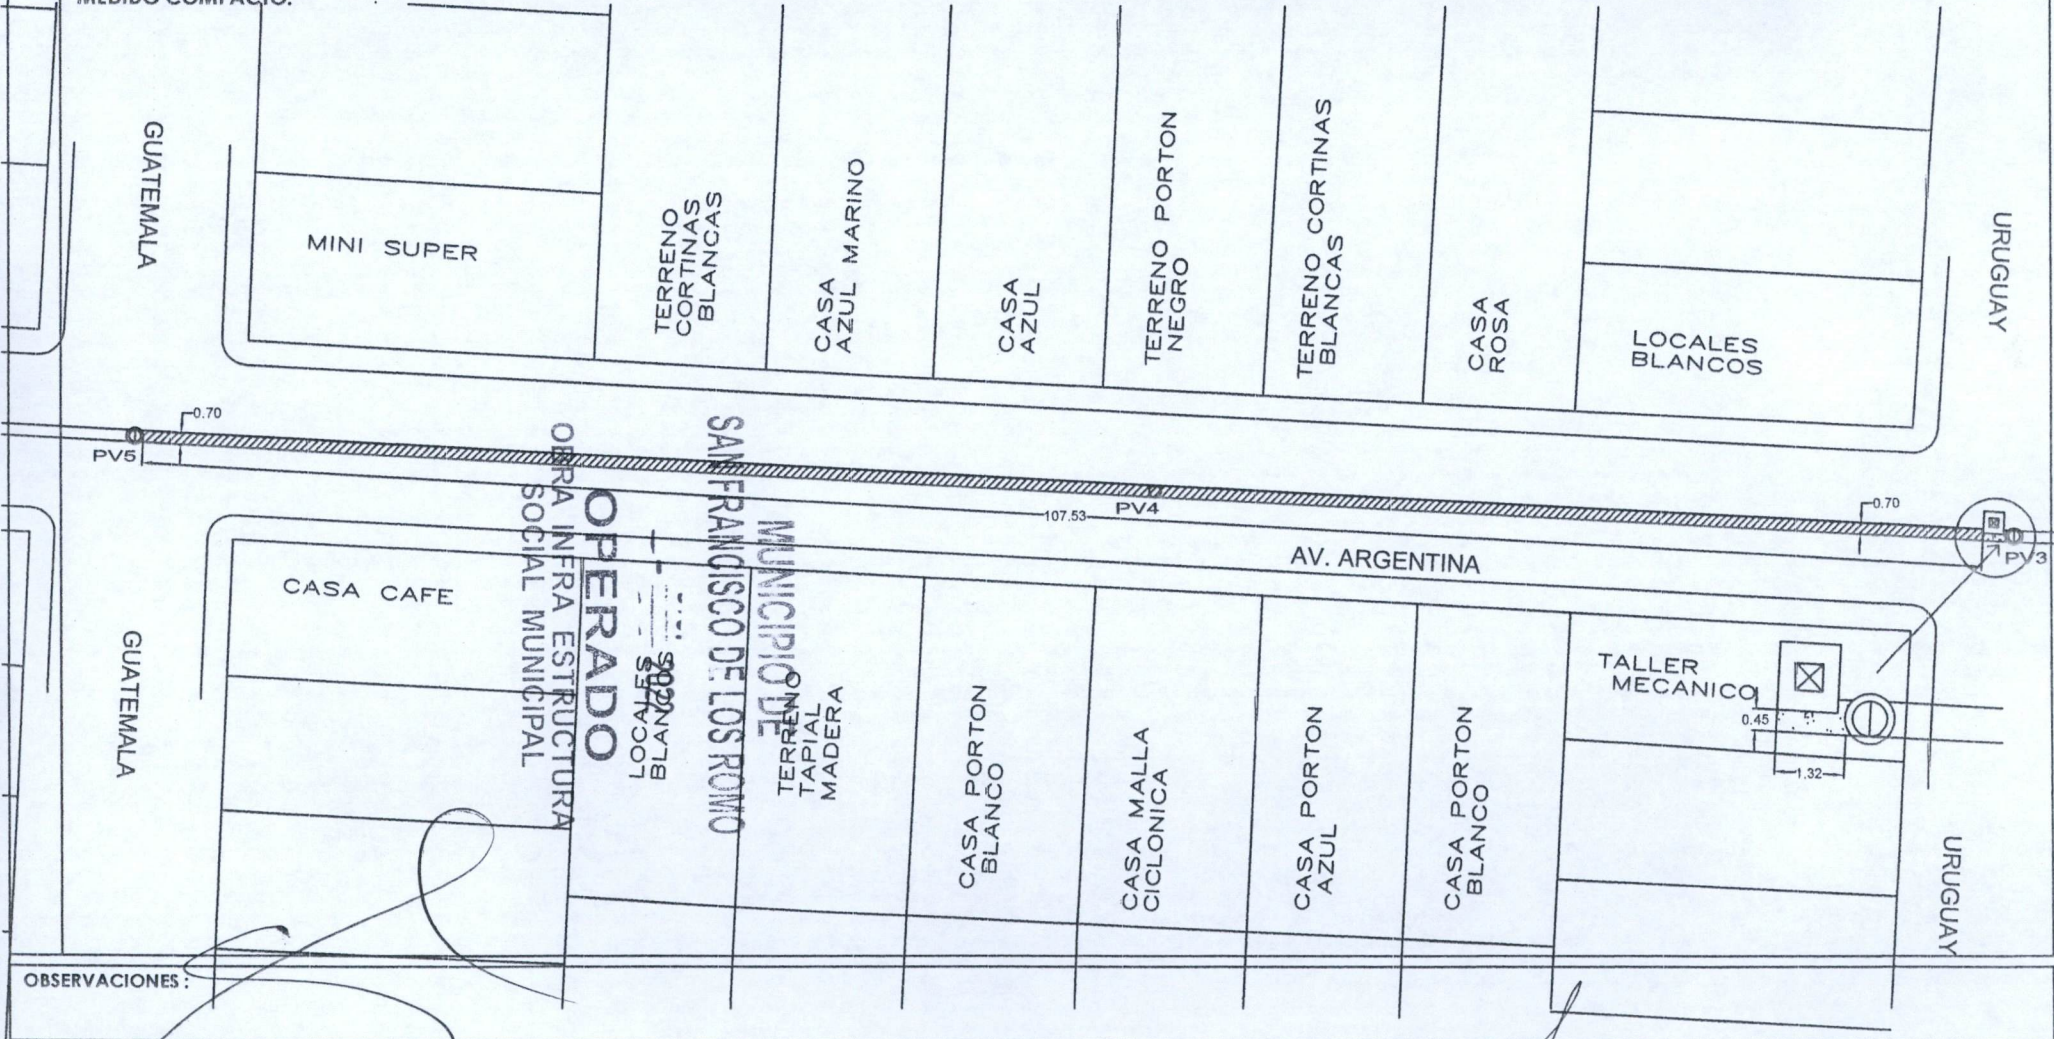 MEDIDO COMPACTO:
GUATEMALA
MINI SUPER
TERRENO
CORTINAS
BLANCAS
CASA
AZUL MARINO
CASA
AZUL
TERRENO PORTON
NEGRO
TERRENO CORTINAS
BLANCAS
CASA
ROSA
LOCALES
BLANCOS
URUGUAY
0.70
PV5
PV4
107.53
0.70
PV3
AV. ARGENTINA
GUATEMALA
CASA CAFE
OBRA INFRA ESTRUCTURA
SOCIAL MUNICIPAL
OPERADO
2022
SAN FRANCISCO DE LOS ROMO
MUNICIPIO DE
LOCALES
BLANCOS
TERRENO
TAPIAL
MADERA
CASA PORTON
BLANCO
CASA MALLA
CICLONICA
CASA PORTON
AZUL
CASA PORTON
BLANCO
TALLER
MECANICO
0.45
1.32
URUGUAY
OBSERVACIONES: